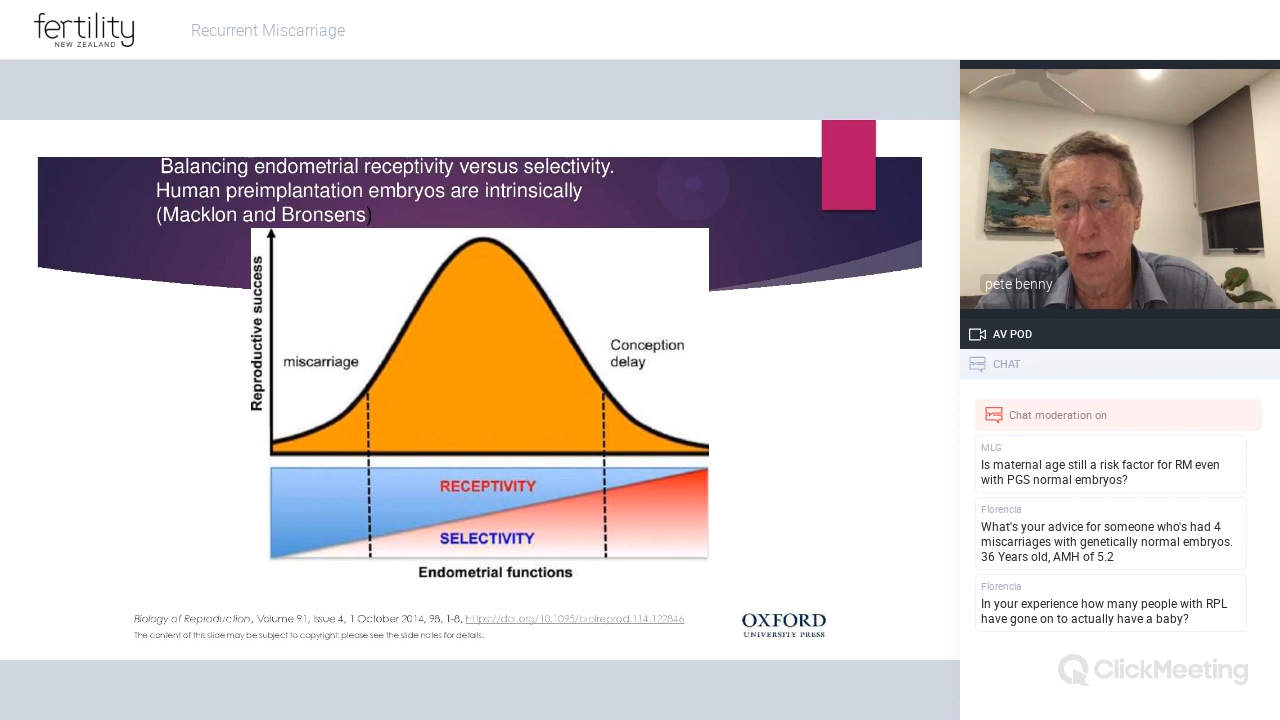 fertility
NEW ZEALAND
Recurrent Miscarriage
Balancing endometrial receptivity versus selectivity.
Human preimplantation embryos are intrinsically
(Macklon and Bronsens)
Reproductive success
miscarriage
Conception
delay
RECEPTIVITY
SELECTIVITY
Endometrial functions
Biology of Reproduction, Volume 91, Issue 4, 1 October 2014, 98, 1-8, https://doi.org/10.1095/biolreprod.114.122846
The content of this slide may be subject to copyright: please see the slide notes for details.
OXFORD
UNIVERSITY PRESS
pete benny
AV POD
CHAT
Chat moderation on
MLG
Is maternal age still a risk factor for RM even
with PGS normal embryos?
Florencia
What's your advice for someone who's had 4
miscarriages with genetically normal embryos.
36 Years old, AMH of 5.2
Florencia
In your experience how many people with RPL
have gone on to actually have a baby?
ClickMeeting